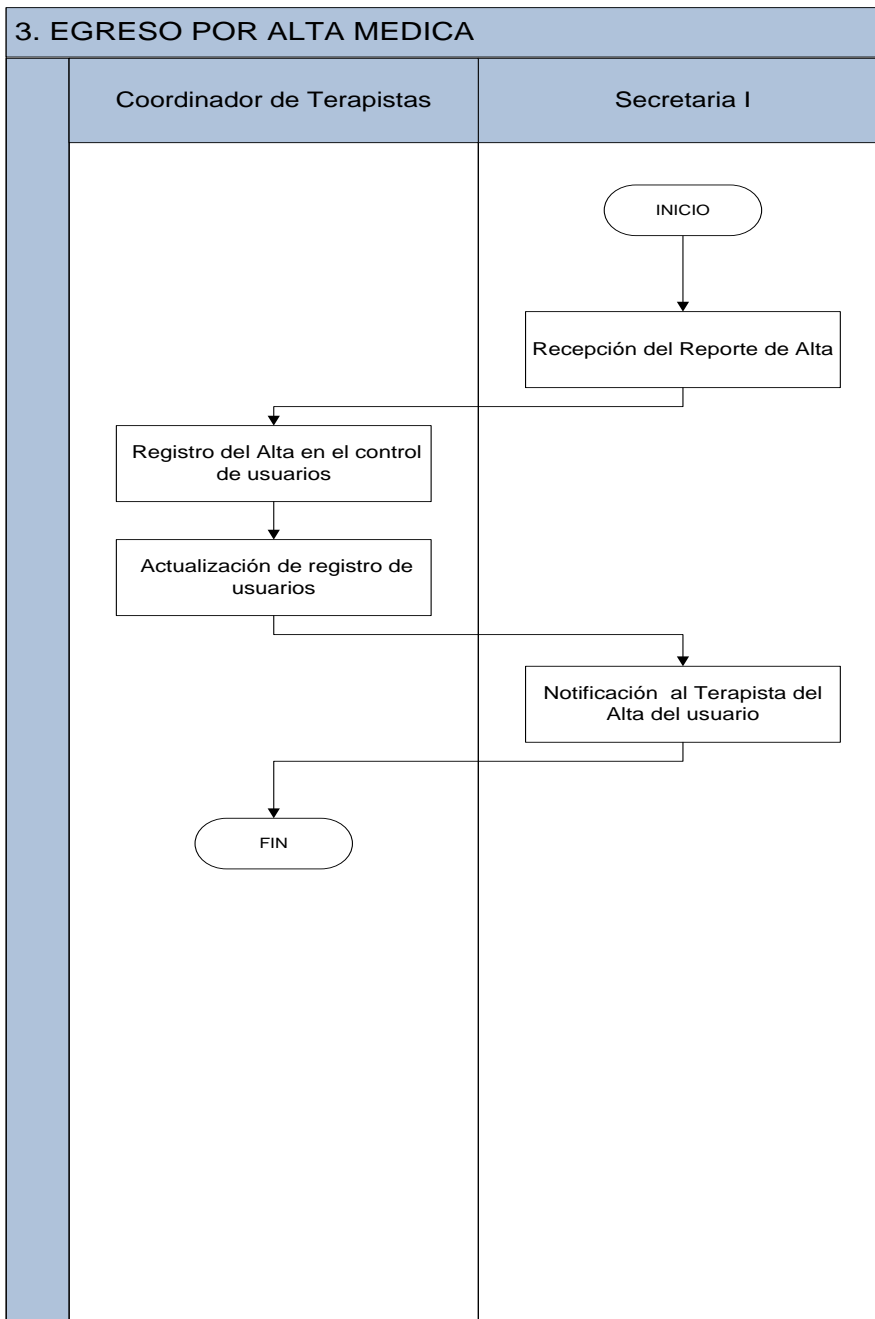 3. EGRESO POR ALTA MEDICA
Coordinador de Terapistas
Secretaria I
INICIO
Recepción del Reporte de Alta
Registro del Alta en el control
de usuarios
Actualización de registro de
usuarios
Notificación al Terapista del
Alta del usuario
FIN